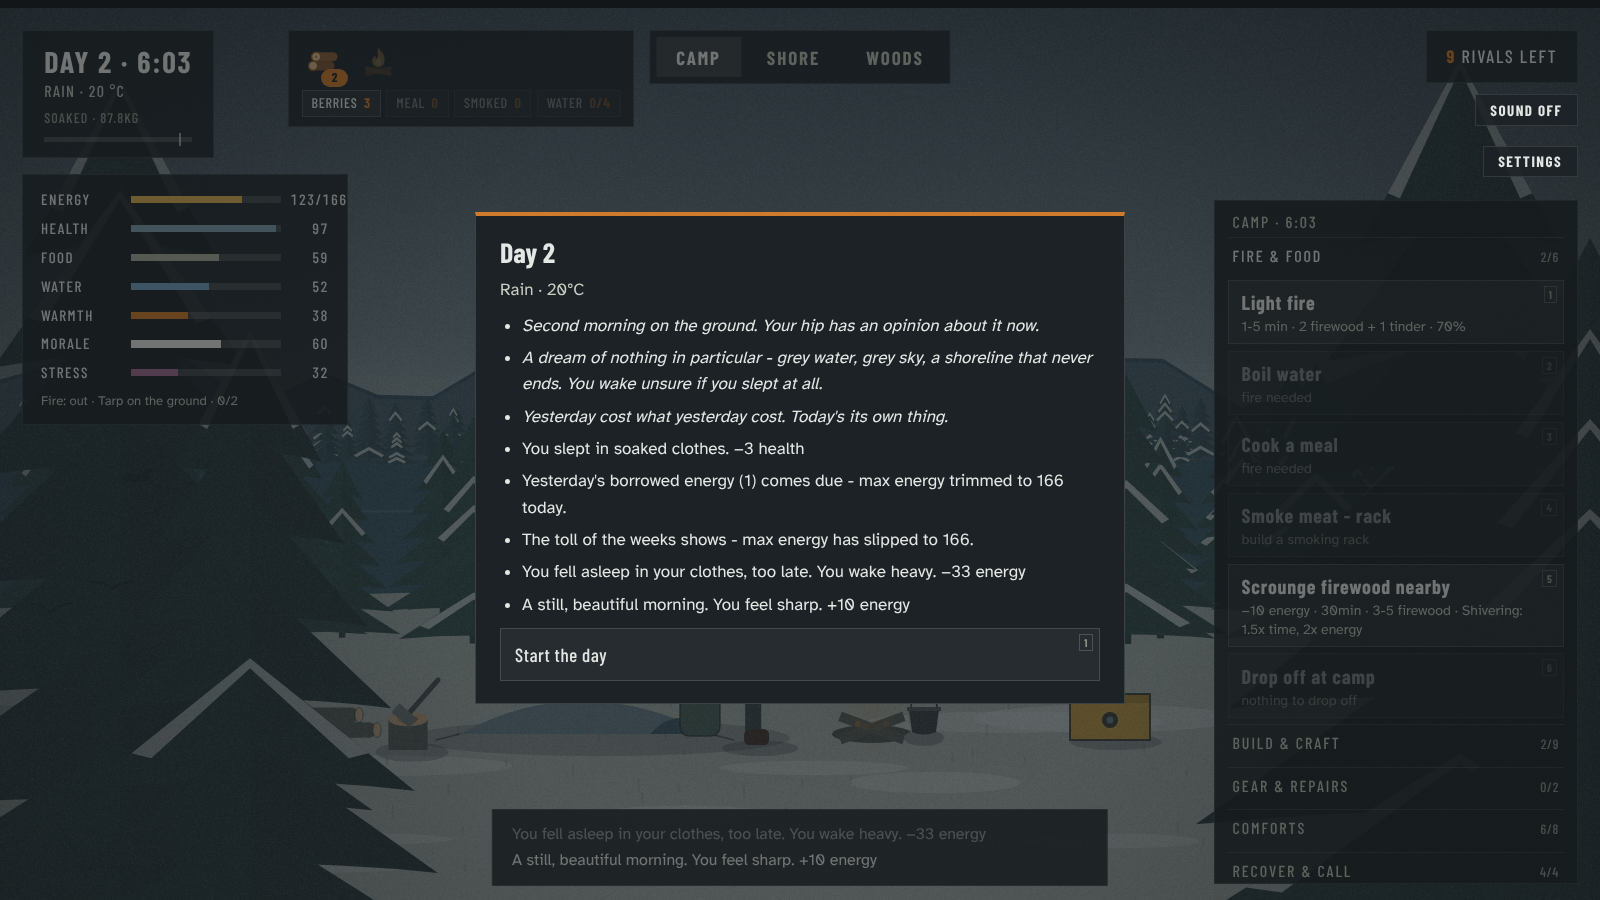 DAY 2 · 6:03
RAIN · 20 °C
SOAKED · 87.8KG
2
BERRIES 3
MEAL 0
SMOKED 0
WATER 0/4
CAMP
SHORE
WOODS
9 RIVALS LEFT
SOUND OFF
SETTINGS
ENERGY 123/166
HEALTH 97
FOOD 59
WATER 52
WARMTH 38
MORALE 60
STRESS 32
Fire: out · Tarp on the ground · 0/2
Day 2
Rain · 20°C
• Second morning on the ground. Your hip has an opinion about it now.
• A dream of nothing in particular - grey water, grey sky, a shoreline that never
ends. You wake unsure if you slept at all.
• Yesterday cost what yesterday cost. Today's its own thing.
• You slept in soaked clothes. −3 health
• Yesterday's borrowed energy (1) comes due - max energy trimmed to 166
today.
• The toll of the weeks shows - max energy has slipped to 166.
• You fell asleep in your clothes, too late. You wake heavy. −33 energy
• A still, beautiful morning. You feel sharp. +10 energy
Start the day 1
You fell asleep in your clothes, too late. You wake heavy. −33 energy
A still, beautiful morning. You feel sharp. +10 energy
CAMP · 6:03
FIRE & FOOD 2/6
Light fire 1
1-5 min · 2 firewood + 1 tinder · 70%
Boil water 2
fire needed
Cook a meal 3
fire needed
Smoke meat - rack 4
build a smoking rack
Scrounge firewood nearby 5
−10 energy · 30min · 3-5 firewood · Shivering:
1.5x time, 2x energy
Drop off at camp 6
nothing to drop off
BUILD & CRAFT 2/9
GEAR & REPAIRS 0/2
COMFORTS 6/8
RECOVER & CALL 4/4